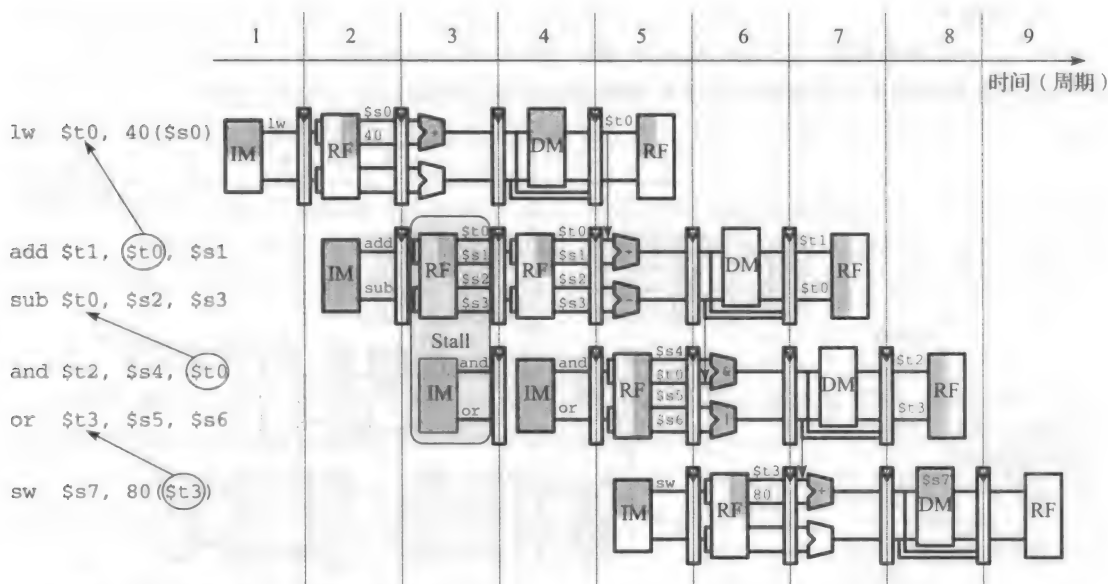 1 2 3 4 5 6 7 8 9
时间（周期）
lw $t0, 40($s0)
IM lw RF $s0 40 + DM $t0 RF
add $t1, $t0, $s1
sub $t0, $s2, $s3
IM add sub RF $t0 $s1 $s2 $s3 RF $t0 $s1 $s2 $s3 - DM $t1 $t0 RF
Stall
and $t2, $s4, $t0
or $t3, $s5, $s6
IM and or IM and or RF $s4 $t0 $s5 $s6 & | DM $t2 $t3 RF
sw $s7, 80($t3)
IM sw RF $t3 80 + $s7 DM RF